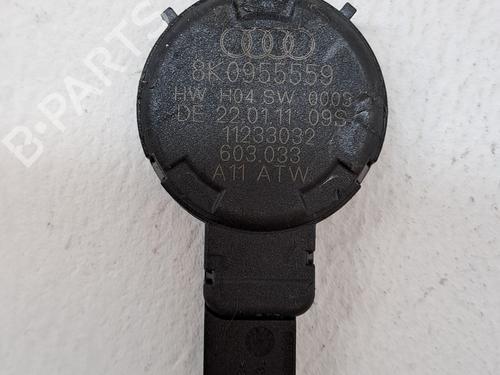 8K0955559
HW H04 SW 0003
DE 22.01.11 09S
11233032
603.033
A11 ATW.
B-PARTS